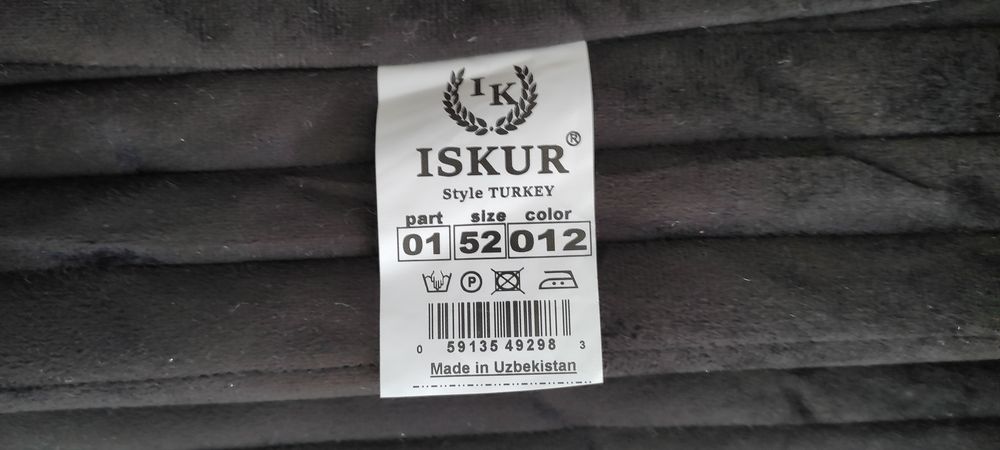 IK
ISKUR®
Style TURKEY
part size color
01 52 012
P
0 59135 49298 3
Made in Uzbekistan